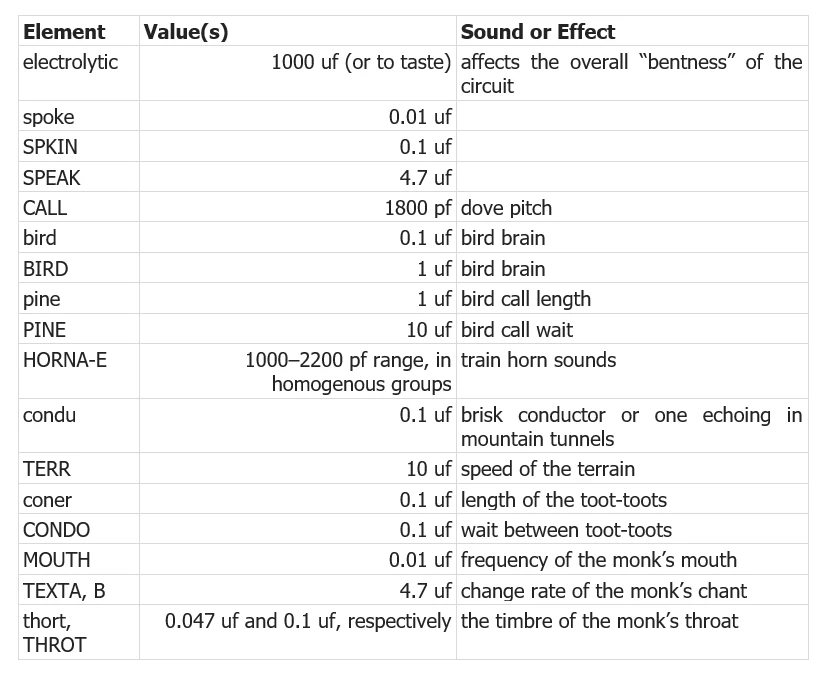 Element Value(s) Sound or Effect
electrolytic 1000 uf (or to taste) affects the overall “bentness” of the
circuit
spoke 0.01 uf
SPKIN 0.1 uf
SPEAK 4.7 uf
CALL 1800 pf dove pitch
bird 0.1 uf bird brain
BIRD 1 uf bird brain
pine 1 uf bird call length
PINE 10 uf bird call wait
HORNA-E 1000–2200 pf range, in train horn sounds
homogenous groups
condu 0.1 uf brisk conductor or one echoing in
mountain tunnels
TERR 10 uf speed of the terrain
coner 0.1 uf length of the toot-toots
CONDO 0.1 uf wait between toot-toots
MOUTH 0.01 uf frequency of the monk’s mouth
TEXTA, B 4.7 uf change rate of the monk’s chant
thort, 0.047 uf and 0.1 uf, respectively the timbre of the monk’s throat
THROT